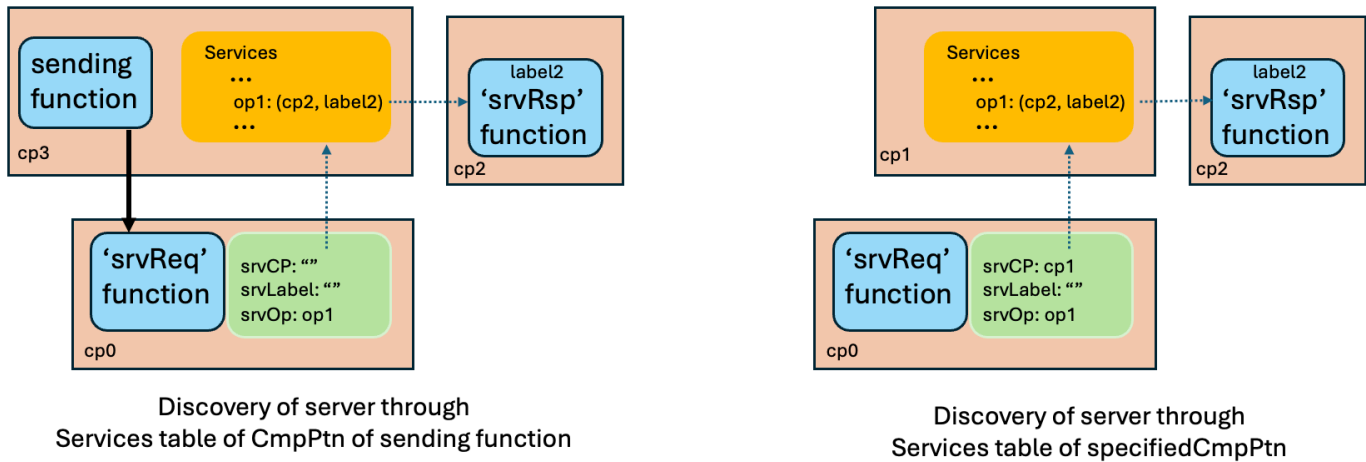 sending
function
cp3
Services
...
op1: (cp2, label2)
...
label2
‘srvRsp’
function
cp2
‘srvReq’
function
srvCP: “”
srvLabel: “”
srvOp: op1
cp0
Discovery of server through
Services table of CmpPtn of sending function
Services
...
op1: (cp2, label2)
...
cp1
label2
‘srvRsp’
function
cp2
‘srvReq’
function
srvCP: cp1
srvLabel: “”
srvOp: op1
cp0
Discovery of server through
Services table of specifiedCmpPtn